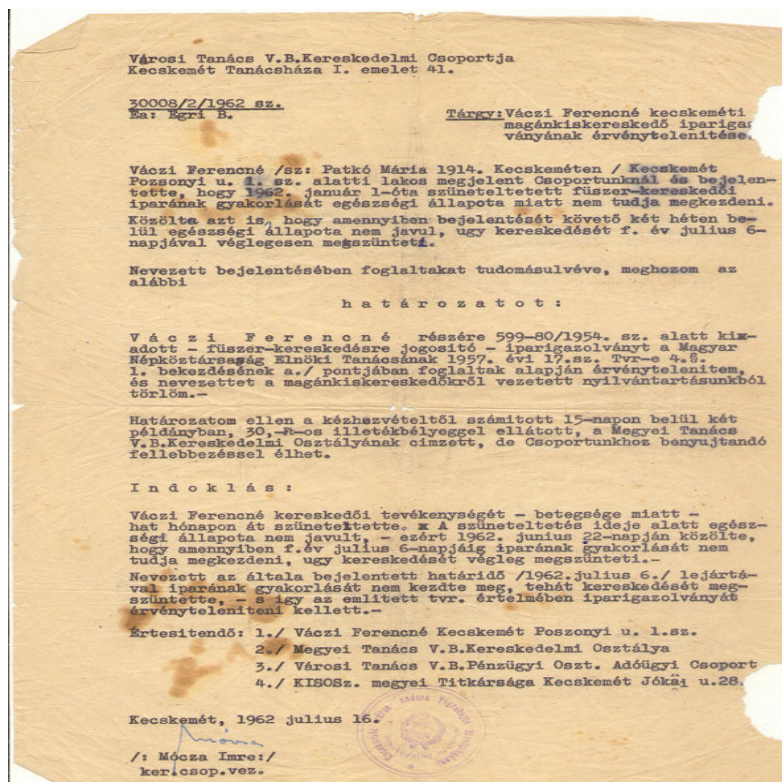 Városi Tanács V.B.Kereskedelmi Csoportja
Kecskemét Tanácsháza I. emelet 41.
30008/2/1962 sz.
Ea: Egri B.
Tárgy: Váczi Ferencné kecskeméti
magánkiskereskedő iparigaz
ványának érvénytelenitése.
Váczi Ferencné /sz: Patkó Mária 1914. Kecskeméten / Kecskemét
Pozsonyi u. 1. sz. alatti lakos megjelent Csoportunknál és bejelen-
tette, hogy 1962. január 1-óta szüneteltetett füszer-kereskedői
iparának gyakorlását egészségi állapota miatt nem tudja megkezdeni.
Közölte azt is, hogy amennyiben bejelentését követő két héten be-
lül egészségi állapota nem javul, ugy kereskedését f. év julius 6-
napjával véglegesen megszünteti.
Nevezett bejelentésében foglaltakat tudomásulvéve, meghozom az
alábbi
h a t á r o z a t o t :
V á c z i F e r e n c n é részére 599-80/1954. sz. alatt kix-
adott - füszer-kereskedésre jogositó - iparigazolványt a Magyar
Népköztársaság Elnöki Tanácsának 1957. évi 17.sz. Tvr-e 4.§.
1. bekezdésének a./ pontjában foglaltak alapján érvénytelenitem,
és nevezettet a magánkiskereskedőkről vezetett nyilvántartásunkból
törlöm.-
Határozatom ellen a kézhezvételtől számitott 15-napon belül két
példányban, 30,-Ft-os illetékbélyeggel ellátott, a Megyei Tanács
V.B.Kereskedelmi Osztályának cimzett, de Csoportunkhoz benyujtandó
fellebbezéssel élhet.
I n d o k l á s :
Váczi Ferencné kereskedői tevékenységét - betegsége miatt -
hat hónapon át szüneteltette. x A szüneteltetés ideje alatt egész-
ségi állapota nem javult, - ezért 1962. junius 22-napján közölte,
hogy amennyiben f.év julius 6-napjáig iparának gyakorlását nem
tudja megkezdeni, ugy kereskedését végleg megszünteti.-
Nevezett az általa bejelentett határidő /1962.julius 6./ lejártá-
val iparának gyakorlását nem kezdte meg, tehát kereskedését meg-
szüntette, - s igy az emlitett tvr. értelmében iparigazolványát
érvényteleniteni kellett.-
Értesitendő: 1./ Váczi Ferencné Kecskemét Poszonyi u. 1.sz.
2./ Megyei Tanács V.B.Kereskedelmi Osztálya
3./ Városi Tanács V.B.Pénzügyi Oszt. Adóügyi Csoport
4./ KISOSz. megyei Titkársága Kecskemét Jókai u.28.
Kecskemét, 1962 julius 16.
/: Mócza Imre:/
ker.csop.vez.